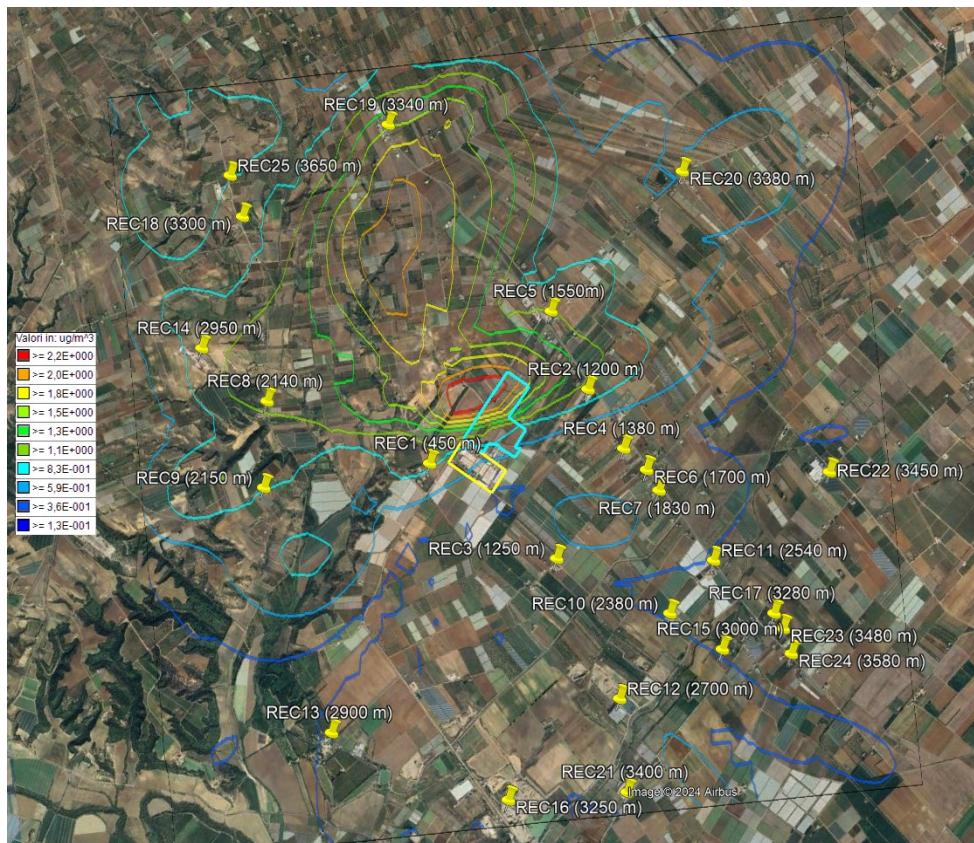 REC19 (3340 m)
REC25 (3650 m)
REC20 (3380 m)
REC18 (3300 m)
REC5 (1550m)
REC14 (2950 m)
Valori in: ug/m^3
>= 2,2E+000
>= 2,0E+000
>= 1,8E+000
>= 1,5E+000
>= 1,3E+000
>= 1,1E+000
>= 8,3E-001
>= 5,9E-001
>= 3,6E-001
>= 1,3E-001
REC2 (1200 m)
REC8 (2140 m)
REC4 (1380 m)
REC1 (450 m)
REC22 (3450 m)
REC9 (2150 m)
REC6 (1700 m)
REC7 (1830 m)
REC3 (1250 m)
REC11 (2540 m)
REC17 (3280 m)
REC10 (2380 m)
REC15 (3000 m)
REC23 (3480 m)
REC24 (3580 m)
REC12 (2700 m)
REC13 (2900 m)
REC21 (3400 m)
Image © 2024 Airbus
REC16 (3250 m)